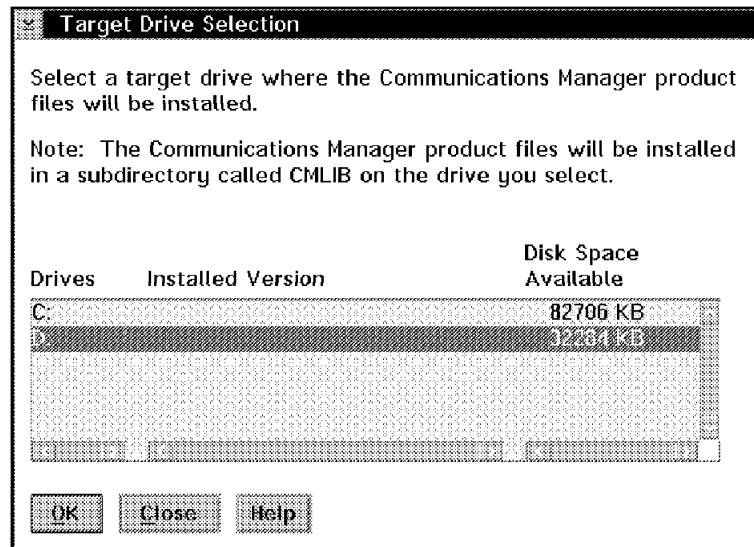 Target Drive Selection
Select a target drive where the Communications Manager product
files will be installed.
Note: The Communications Manager product files will be installed
in a subdirectory called CMLIB on the drive you select.
Disk Space
Drives Installed Version Available
C: 82706 KB
D: 32284 KB
OK Close Help